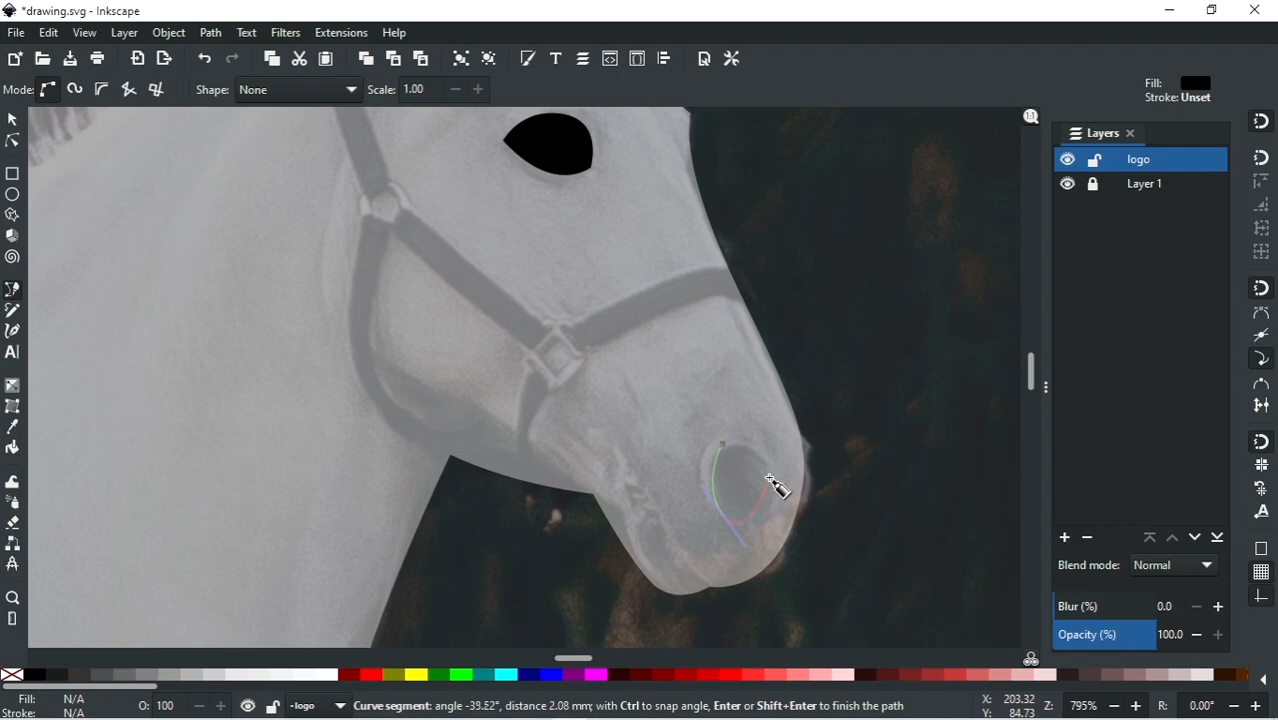 *drawing.svg - Inkscape
File Edit View Layer Object Path Text Filters Extensions Help
Mode: Shape: None Scale: 1.00 Fill:
Stroke: Unset
1:1
Layers
logo
Layer 1
Blend mode: Normal
Blur (%) 0.0
Opacity (%) 100.0
Fill: N/A
Stroke: N/A
O: 100
-logo
Curve segment: angle -39.52°, distance 2.08 mm; with Ctrl to snap angle, Enter or Shift+Enter to finish the path
X: 203.32
Y: 84.73
Z: 795%
R: 0.00°